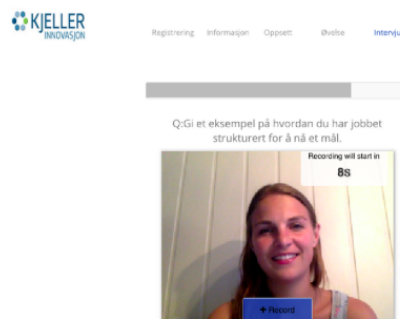 KJELLER
INNOVASJON
Registrering Informasjon Oppsett Øvelse Intervju
Q:Gi et eksempel på hvordan du har jobbet
strukturert for å nå et mål.
Recording will start in
8s
+ Record